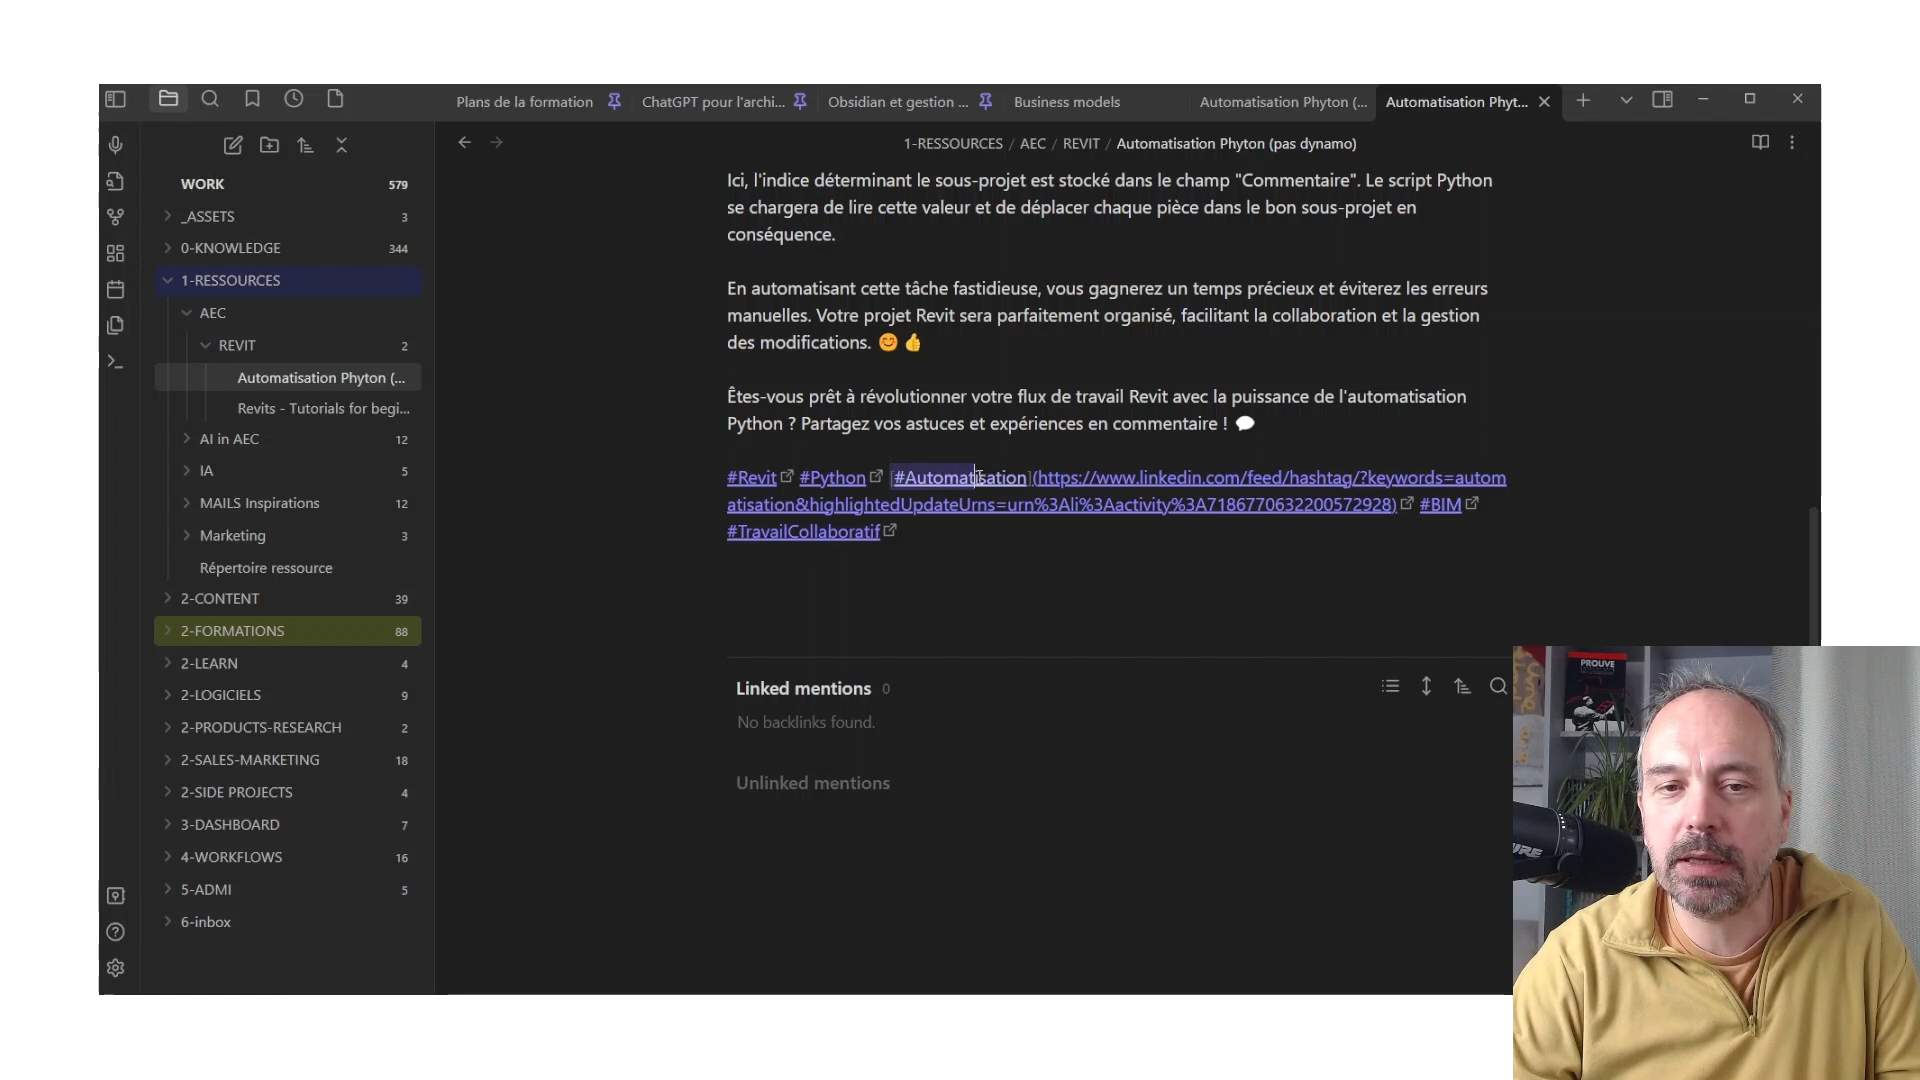 Plans de la formation
ChatGPT pour l'archi...
Obsidian et gestion ...
Business models
Automatisation Phyton (...
Automatisation Phyt...
1-RESSOURCES / AEC / REVIT / Automatisation Phyton (pas dynamo)
WORK 579
_ASSETS 3
0-KNOWLEDGE 344
1-RESSOURCES
AEC
REVIT 2
Automatisation Phyton (...
Revits - Tutorials for begi...
AI in AEC 12
IA 5
MAILS Inspirations 12
Marketing 3
Répertoire ressource
2-CONTENT 39
2-FORMATIONS 88
2-LEARN 4
2-LOGICIELS 9
2-PRODUCTS-RESEARCH 2
2-SALES-MARKETING 18
2-SIDE PROJECTS 4
3-DASHBOARD 7
4-WORKFLOWS 16
5-ADMI 5
6-inbox
Ici, l'indice déterminant le sous-projet est stocké dans le champ "Commentaire". Le script Python
se chargera de lire cette valeur et de déplacer chaque pièce dans le bon sous-projet en
conséquence.
En automatisant cette tâche fastidieuse, vous gagnerez un temps précieux et éviterez les erreurs
manuelles. Votre projet Revit sera parfaitement organisé, facilitant la collaboration et la gestion
des modifications. 😊 👍
Êtes-vous prêt à révolutionner votre flux de travail Revit avec la puissance de l'automatisation
Python ? Partagez vos astuces et expériences en commentaire ! 💬
#Revit #Python [#Automatisation](https://www.linkedin.com/feed/hashtag/?keywords=autom
atisation&highlightedUpdateUrns=urn%3Ali%3Aactivity%3A7186770632200572928) #BIM
#TravailCollaboratif
Linked mentions 0
No backlinks found.
Unlinked mentions
PROUVE